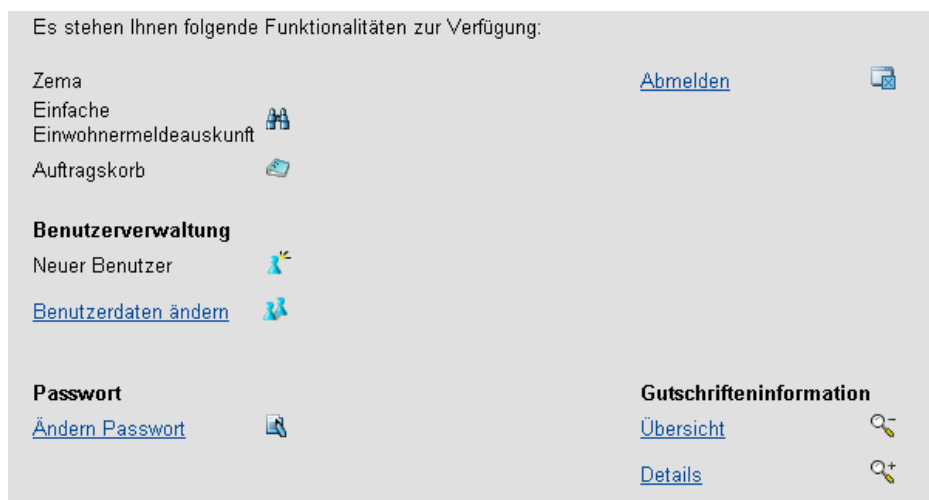 Es stehen Ihnen folgende Funktionalitäten zur Verfügung:
Zema
Abmelden
Einfache
Einwohnermeldeauskunft
Auftragskorb
Benutzerverwaltung
Neuer Benutzer
Benutzerdaten ändern
Passwort
Gutschrifteninformation
Ändern Passwort
Übersicht
Details